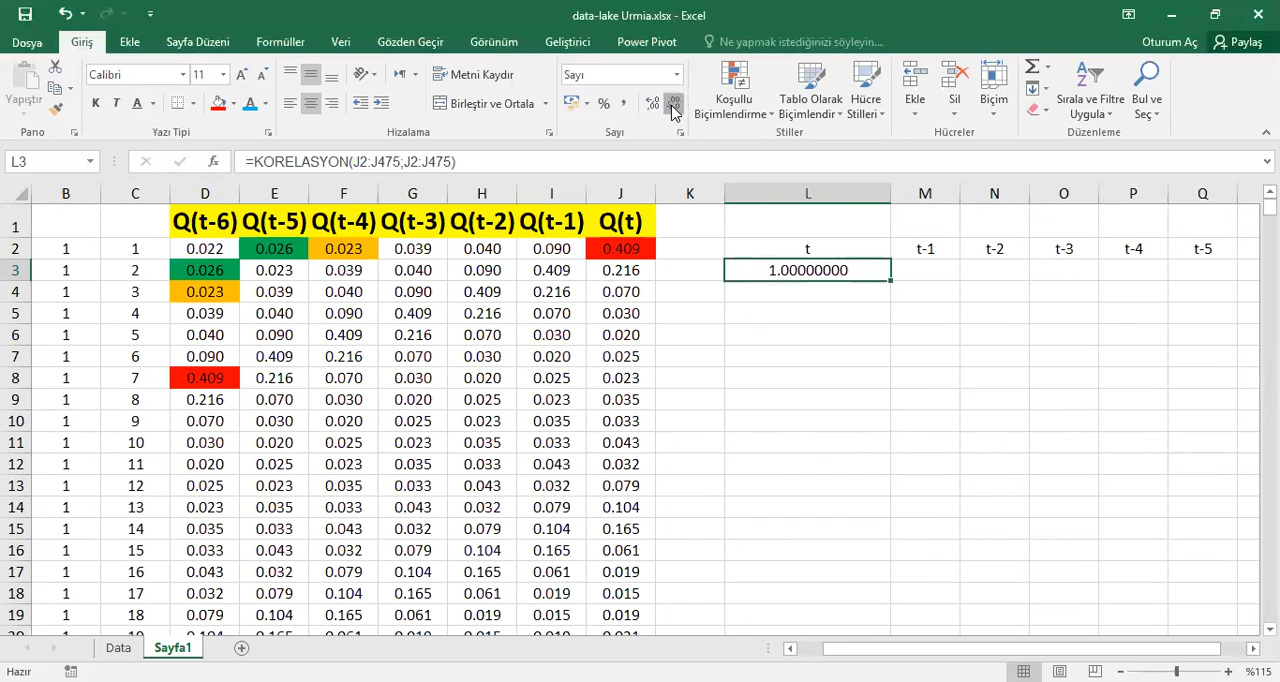 data-lake Urmia.xlsx - Excel
Dosya Giriş Ekle Sayfa Düzeni Formüller Veri Gözden Geçir Görünüm Geliştirici Power Pivot Ne yapmak istediğinizi söyleyin... Oturum Aç Paylaş
Yapıştır Calibri 11 Metni Kaydır Sayı Koşullu Biçimlendirme Tablo Olarak Biçimlendir Hücre Stilleri Ekle Sil Biçim Sırala ve Filtre Uygula Bul ve Seç
K T A Birleştir ve Ortala %
Pano Yazı Tipi Hizalama Sayı Stiller Hücreler Düzenleme
L3 fx =KORELASYON(J2:J475;J2:J475)
B C D E F G H I J K L M N O P Q
1 Q(t-6) Q(t-5) Q(t-4) Q(t-3) Q(t-2) Q(t-1) Q(t)
2 1 1 0.022 0.026 0.023 0.039 0.040 0.090 0.409 t t-1 t-2 t-3 t-4 t-5
3 1 2 0.026 0.023 0.039 0.040 0.090 0.409 0.216 1.00000000
4 1 3 0.023 0.039 0.040 0.090 0.409 0.216 0.070
5 1 4 0.039 0.040 0.090 0.409 0.216 0.070 0.030
6 1 5 0.040 0.090 0.409 0.216 0.070 0.030 0.020
7 1 6 0.090 0.409 0.216 0.070 0.030 0.020 0.025
8 1 7 0.409 0.216 0.070 0.030 0.020 0.025 0.023
9 1 8 0.216 0.070 0.030 0.020 0.025 0.023 0.035
10 1 9 0.070 0.030 0.020 0.025 0.023 0.035 0.033
11 1 10 0.030 0.020 0.025 0.023 0.035 0.033 0.043
12 1 11 0.020 0.025 0.023 0.035 0.033 0.043 0.032
13 1 12 0.025 0.023 0.035 0.033 0.043 0.032 0.079
14 1 13 0.023 0.035 0.033 0.043 0.032 0.079 0.104
15 1 14 0.035 0.033 0.043 0.032 0.079 0.104 0.165
16 1 15 0.033 0.043 0.032 0.079 0.104 0.165 0.061
17 1 16 0.043 0.032 0.079 0.104 0.165 0.061 0.019
18 1 17 0.032 0.079 0.104 0.165 0.061 0.019 0.015
19 1 18 0.079 0.104 0.165 0.061 0.019 0.015 0.019
Data Sayfa1
Hazır %115